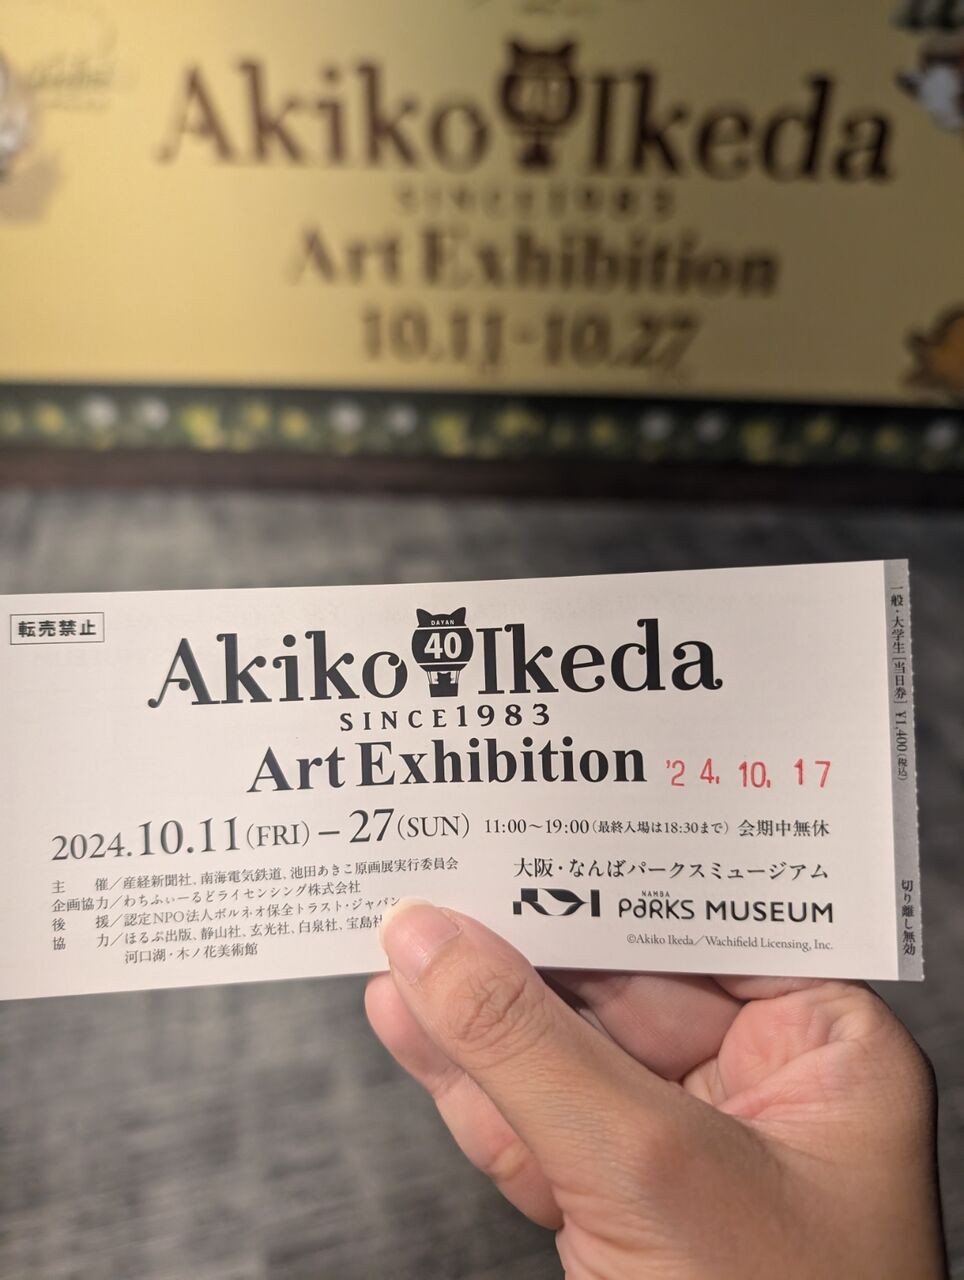 Akiko 40 Ikeda
SINCE1983
Art Exhibition
10.11-10.27
転売禁止
Akiko DAYAN 40 Ikeda
SINCE1983
Art Exhibition '24.10.17
2024.10.11(FRI)－27(SUN) 11:00～19:00(最終入場は18:30まで) 会期中無休
主 催／産経新聞社、南海電気鉄道、池田あきこ原画展実行委員会
企画協力／わちふぃーるどライセンシング株式会社
後 援／認定NPO法人ボルネオ保全トラスト・ジャパン
協 力／ほるぷ出版、静山社、玄光社、白泉社、宝島社
河口湖・木ノ花美術館
大阪・なんばパークスミュージアム
NAMBA
PARKS MUSEUM
©Akiko Ikeda／Wachifield Licensing, Inc.
一般・大学生［当日券］¥1,400(税込)
切り離し無効